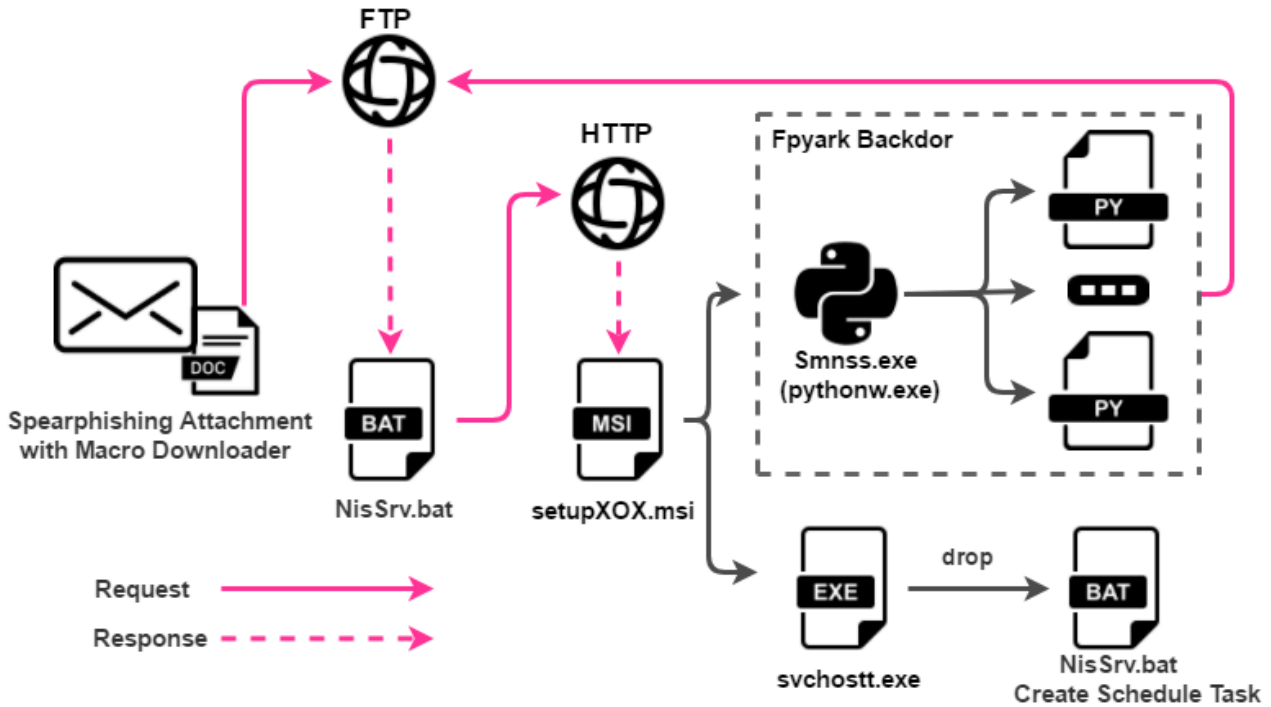 FTP
HTTP
Fpyark Backdor
PY
DOC
Smnss.exe
(pythonw.exe)
Spearphishing Attachment
with Macro Downloader
BAT
MSI
PY
NisSrv.bat
setupXOX.msi
Request
Response
EXE
drop
BAT
svchostt.exe
NisSrv.bat
Create Schedule Task